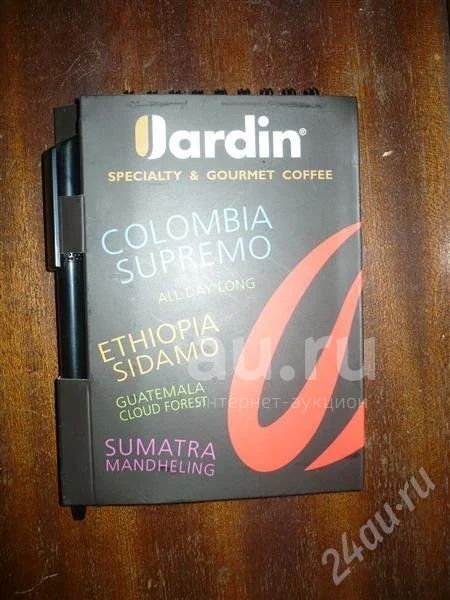 Jardin®
SPECIALTY & GOURMET COFFEE
COLOMBIA
SUPREMO
ALL DAY LONG
ETHIOPIA
SIDAMO
au.ru
интернет-аукцион
GUATEMALA
CLOUD FOREST
SUMATRA
MANDHELING
24au.ru